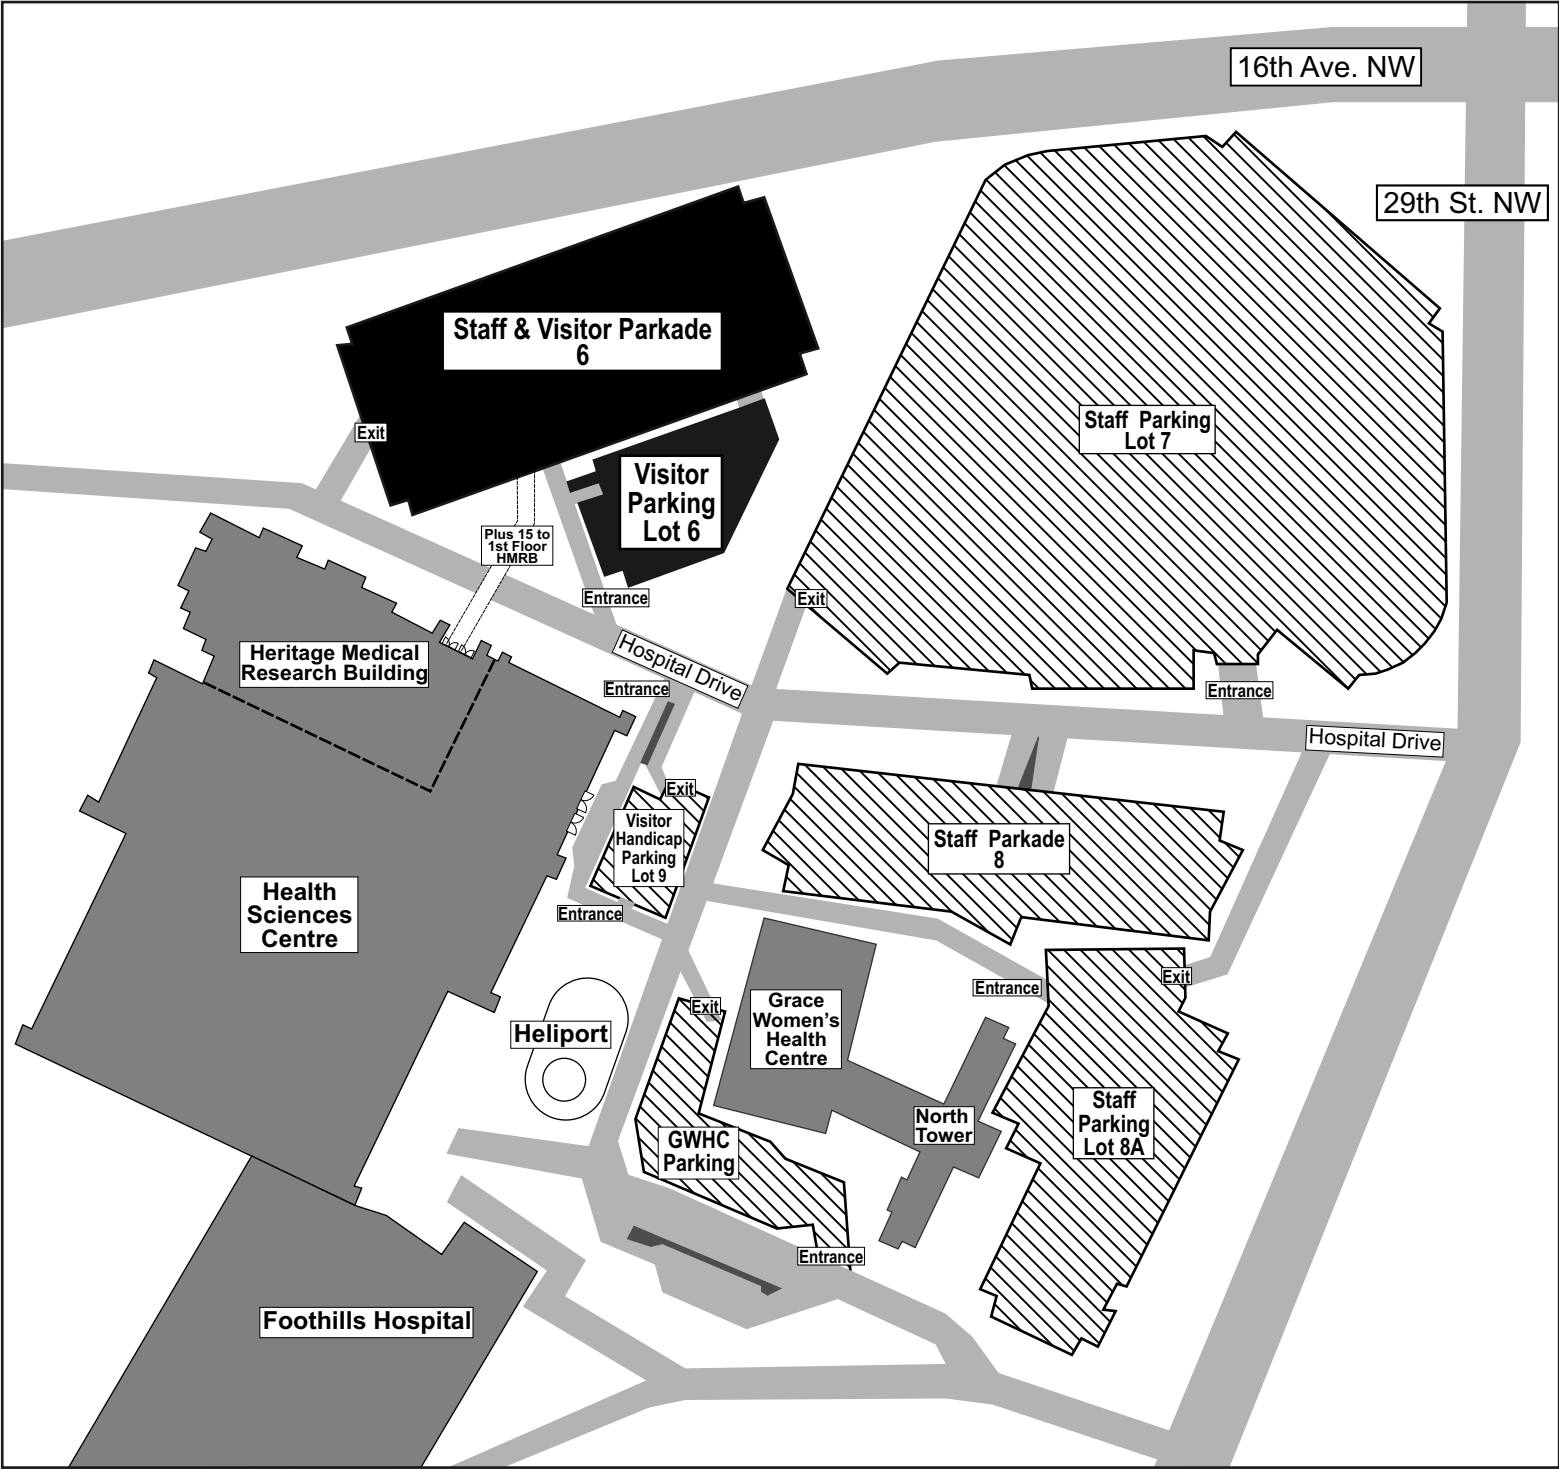 16th Ave. NW
29th St. NW
Staff & Visitor Parkade
6
Staff Parking
Lot 7
Exit
Visitor
Parking
Lot 6
Plus 15 to
1st Floor
HMRB
Entrance
Exit
Heritage Medical
Research Building
Hospital Drive
Entrance
Entrance
Hospital Drive
Exit
Visitor
Handicap
Parking
Lot 9
Staff Parkade
8
Health
Sciences
Centre
Entrance
Entrance
Exit
Exit
Grace
Women's
Health
Centre
Heliport
North
Tower
Staff
Parking
Lot 8A
GWHC
Parking
Entrance
Foothills Hospital